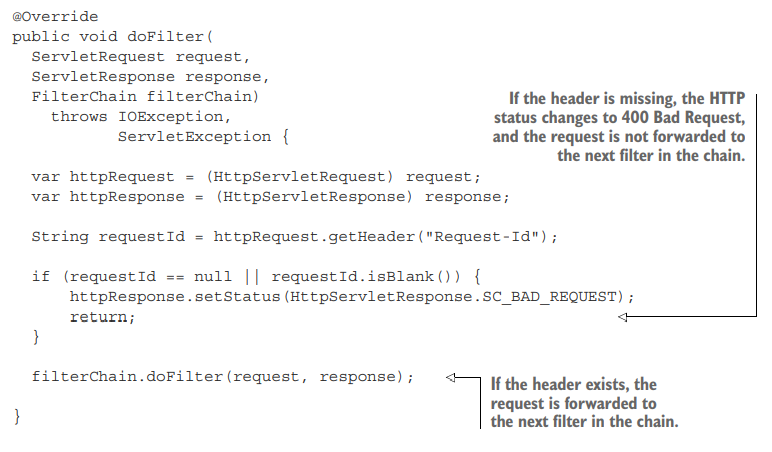 @Override
public void doFilter(
ServletRequest request,
ServletResponse response,
FilterChain filterChain)
throws IOException,
ServletException {
If the header is missing, the HTTP
status changes to 400 Bad Request,
and the request is not forwarded to
the next filter in the chain.
var httpRequest = (HttpServletRequest) request;
var httpResponse = (HttpServletResponse) response;
String requestId = httpRequest.getHeader("Request-Id");
if (requestId == null || requestId.isBlank()) {
httpResponse.setStatus(HttpServletResponse.SC_BAD_REQUEST);
return;
}
filterChain.doFilter(request, response);
If the header exists, the
request is forwarded to
the next filter in the chain.
}